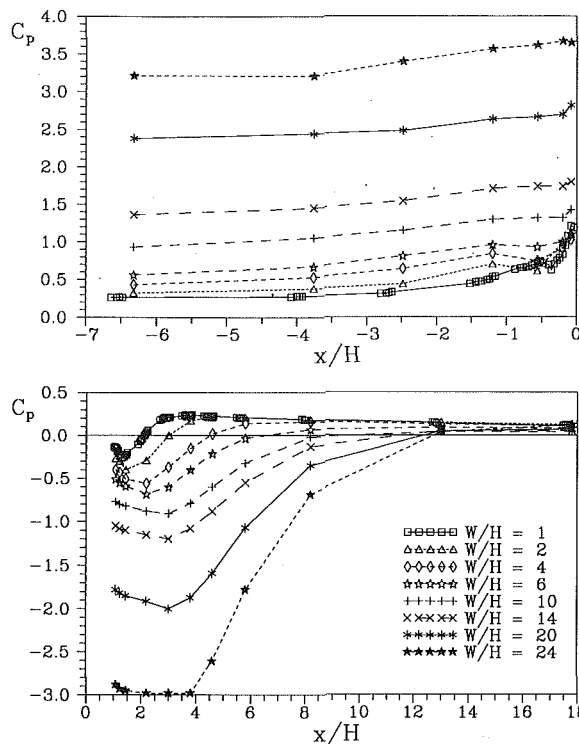 Cp
4.0
3.5
3.0
2.5
2.0
1.5
1.0
0.5
0.0
-7 -6 -5 -4 -3 -2 -1 0
x/H
Cp
0.5
0.0
-0.5
-1.0
-1.5
-2.0
-2.5
-3.0
W/H = 1
W/H = 2
W/H = 4
W/H = 6
W/H = 10
W/H = 14
W/H = 20
W/H = 24
0 2 4 6 8 10 12 14 16 18
x/H